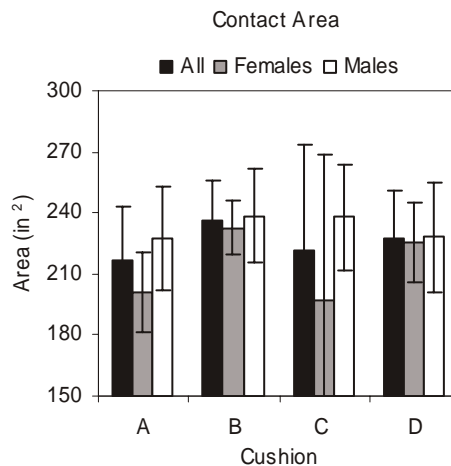 Contact Area
All Females Males
300
270
240
210
180
150
Area (in²)
A B C D
Cushion